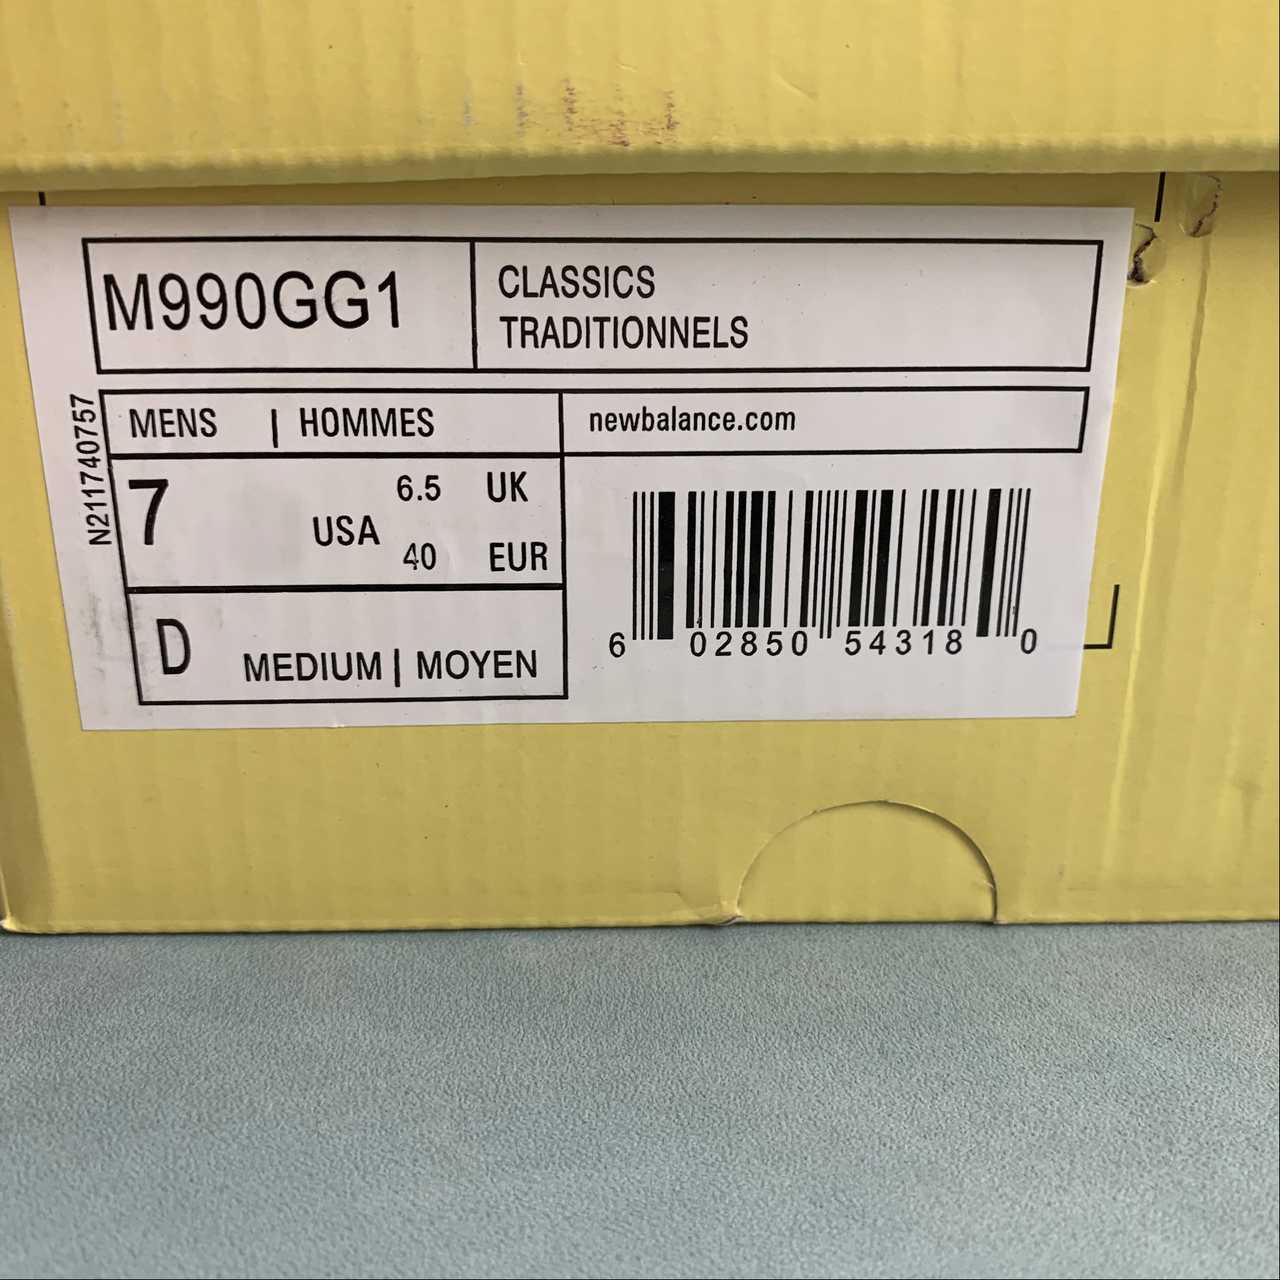 M990GG1
CLASSICS
TRADITIONNELS
N211740757
MENS | HOMMES
newbalance.com
7 USA
6.5 UK
40 EUR
D MEDIUM | MOYEN
6 02850 54318 0